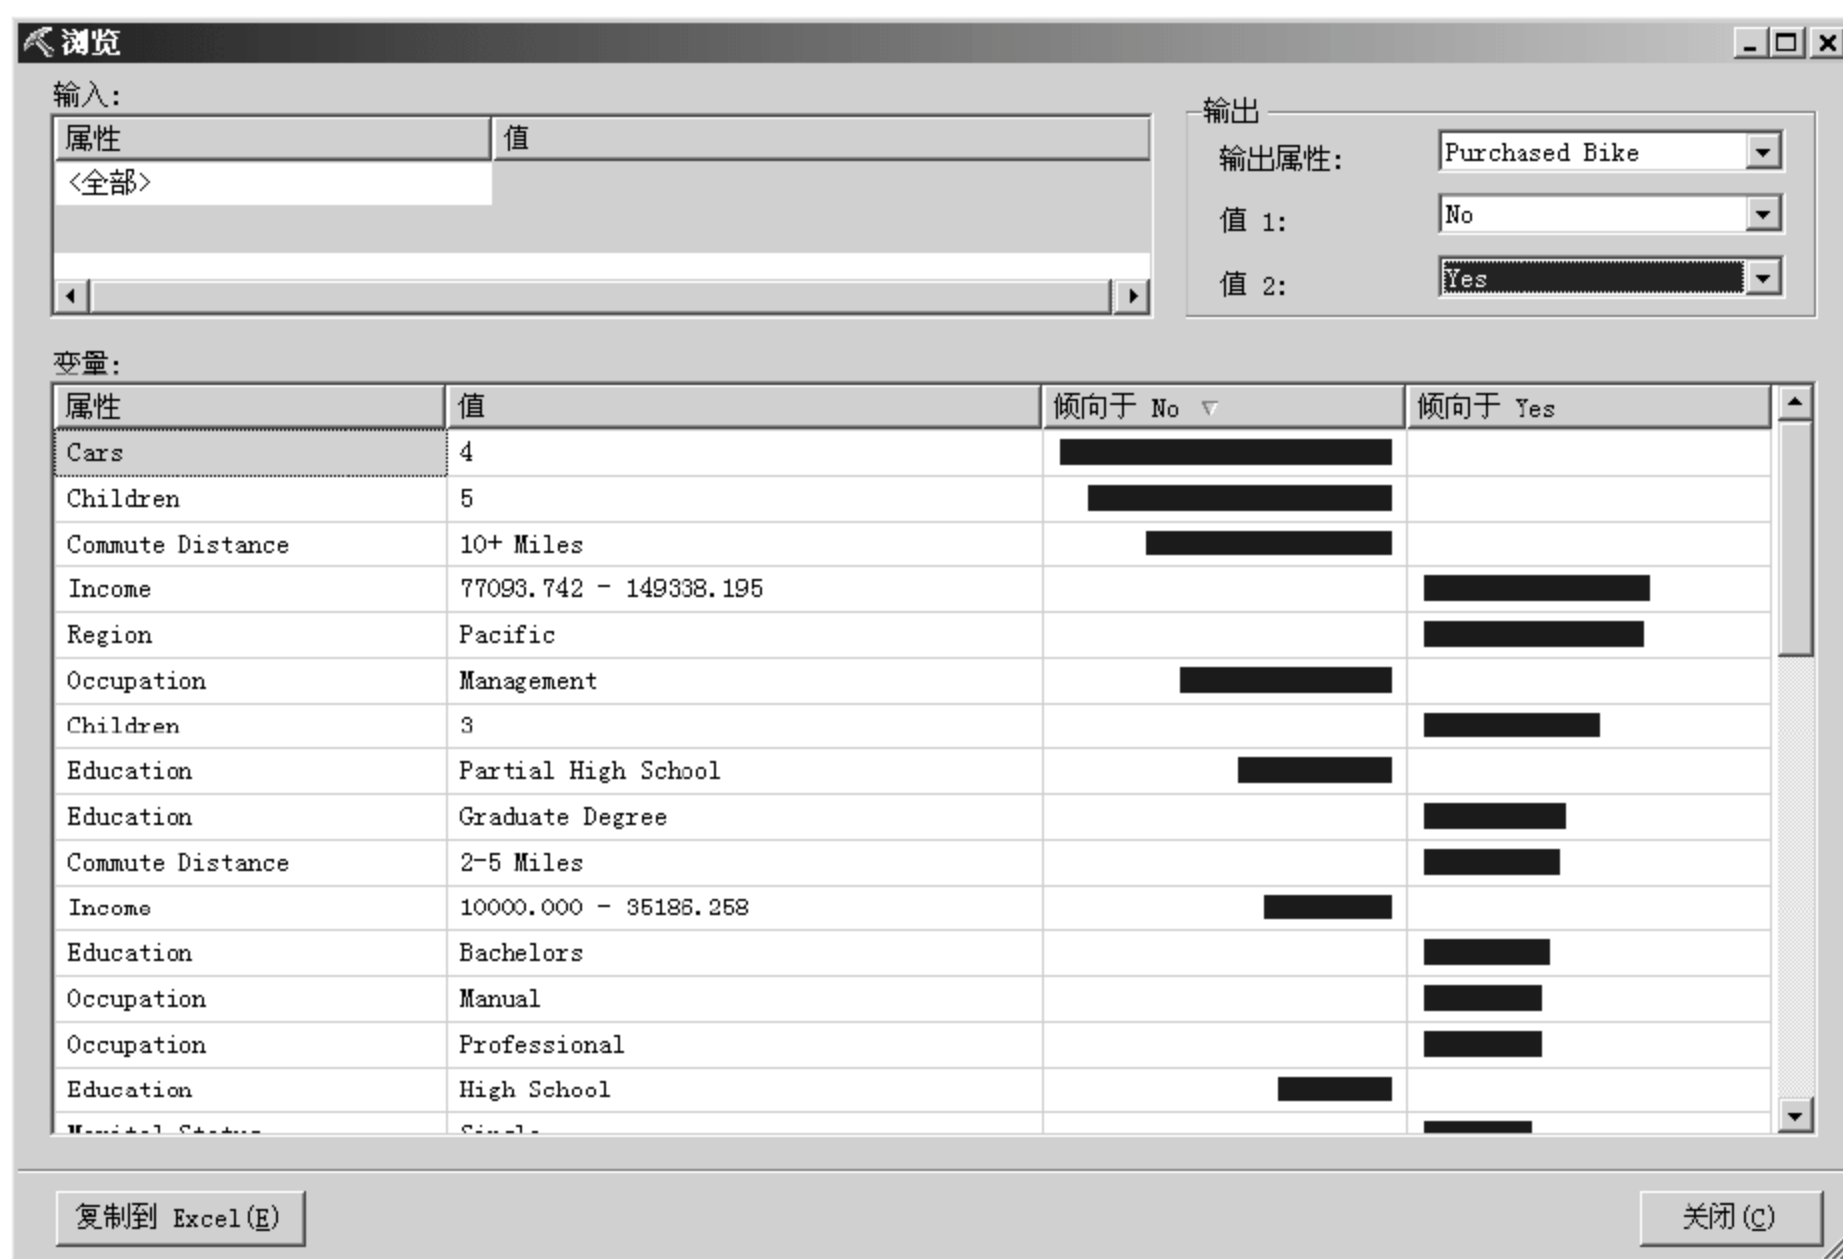 浏览
输入:
属性 值
<全部>
输出
输出属性: Purchased Bike
值 1: No
值 2: Yes
变量:
属性 值 倾向于 No 倾向于 Yes
Cars 4
Children 5
Commute Distance 10+ Miles
Income 77093.742 - 149338.195
Region Pacific
Occupation Management
Children 3
Education Partial High School
Education Graduate Degree
Commute Distance 2-5 Miles
Income 10000.000 - 35186.258
Education Bachelors
Occupation Manual
Occupation Professional
Education High School
Marital Status Single
复制到 Excel(E) 关闭(C)